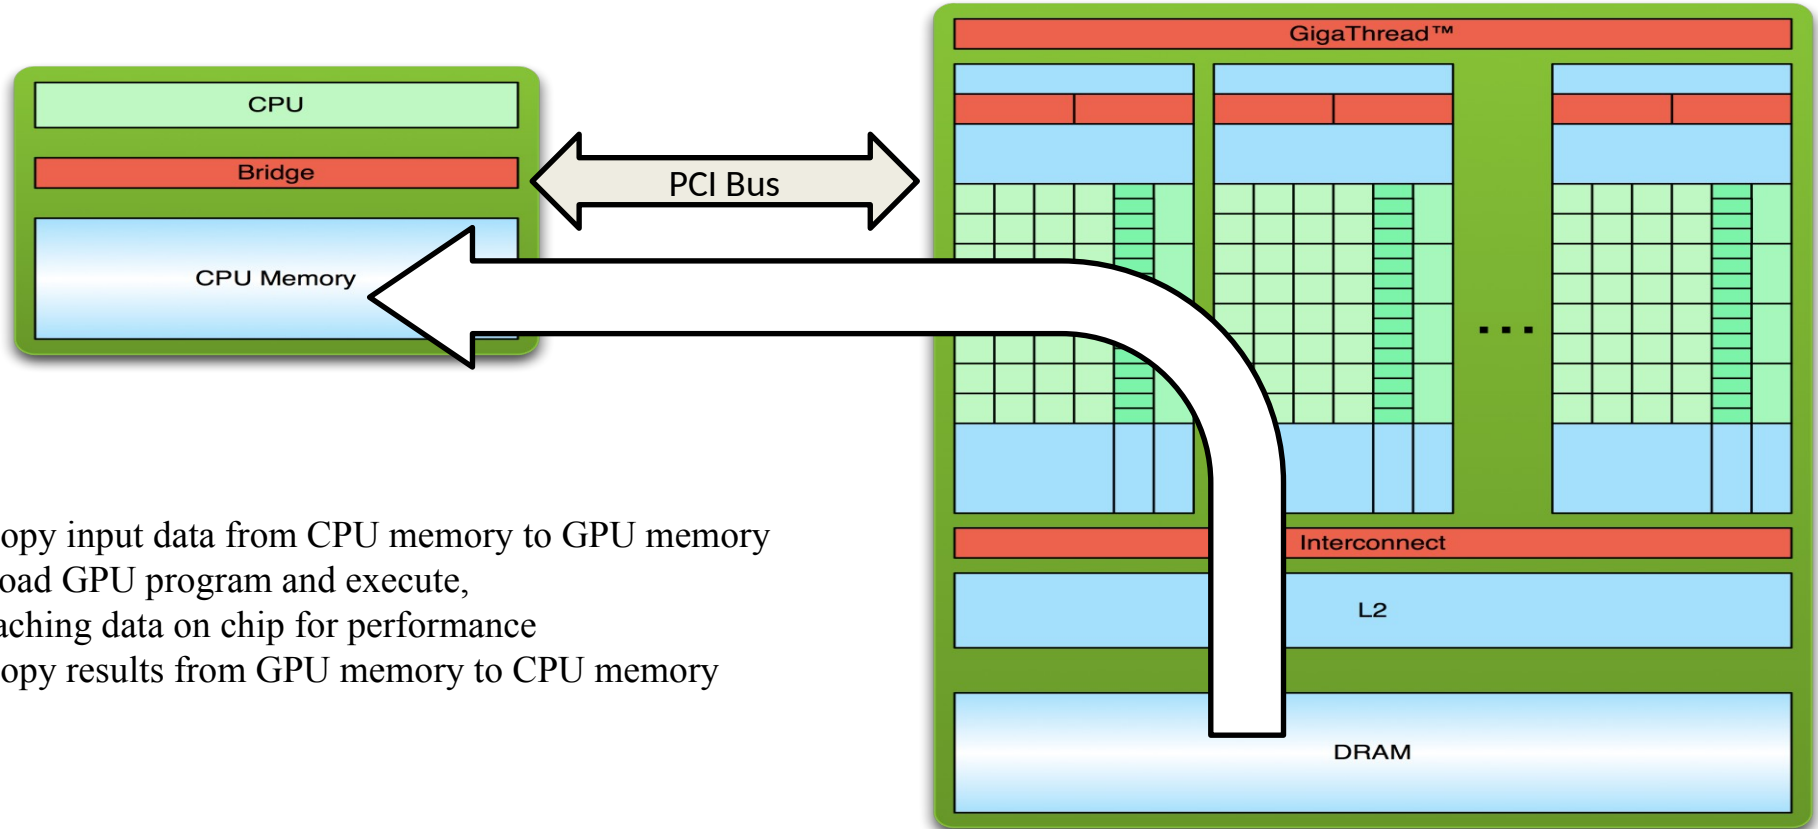 GigaThread™
CPU
Bridge
PCI Bus
CPU Memory
...
opy input data from CPU memory to GPU memory
oad GPU program and execute,
aching data on chip for performance
opy results from GPU memory to CPU memory
Interconnect
L2
DRAM